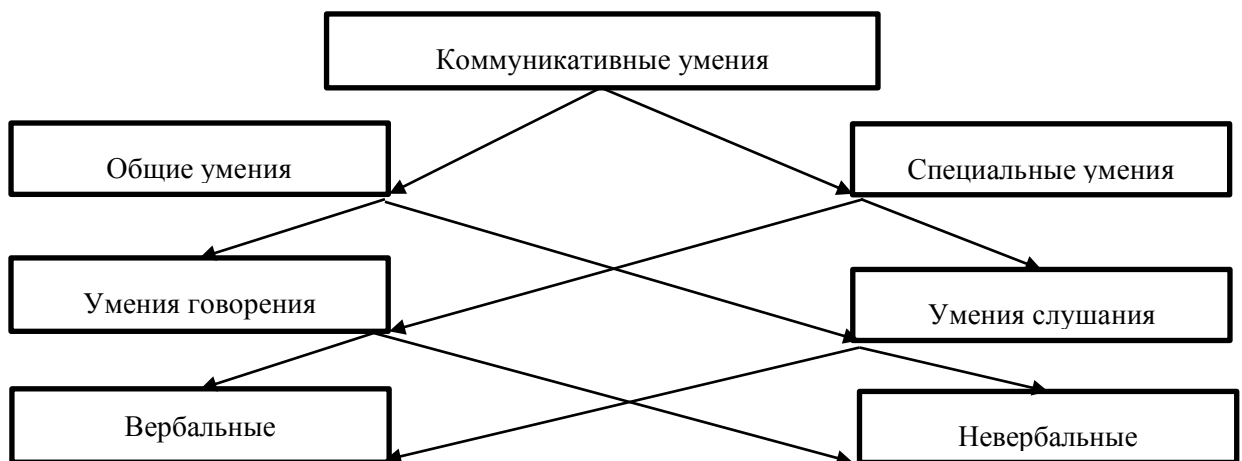 Коммуникативные умения
Общие умения
Специальные умения
Умения говорения
Умения слушания
Вербальные
Невербальные